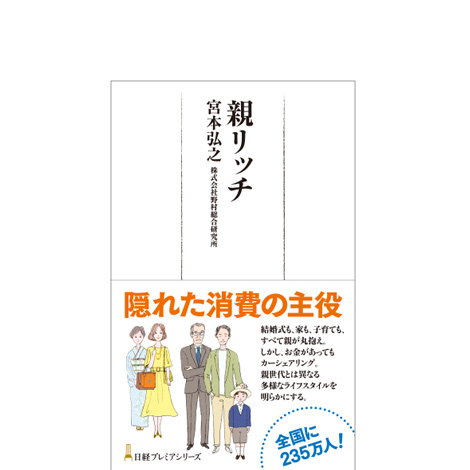 親リッチ
宮本弘之
株式会社野村総合研究所
隠れた消費の主役
結婚式も、家も、子育ても、
すべて親が丸抱え。
しかし、お金があっても
カーシェアリング。
親世代とは異なる
多様なライフスタイルを
明らかにする。
全国に
235万人!
日経プレミアシリーズ